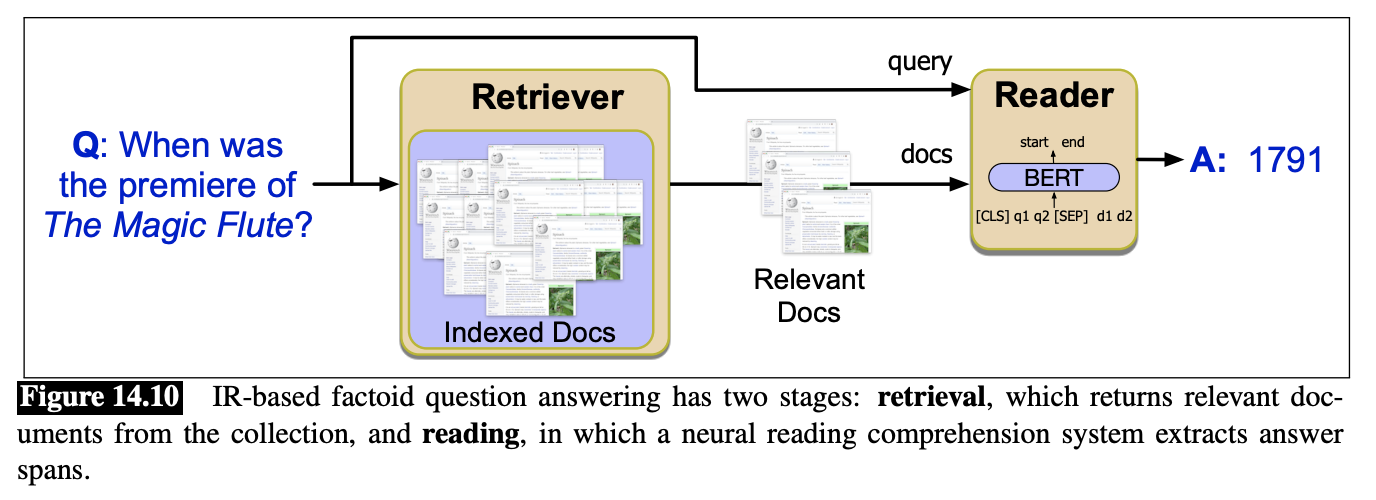 Q: When was
the premiere of
The Magic Flute?
Retriever
Indexed Docs
query
docs
Relevant
Docs
Reader
start end
BERT
[CLS] q1 q2 [SEP] d1 d2
A: 1791
Figure 14.10 IR-based factoid question answering has two stages: retrieval, which returns relevant doc-
uments from the collection, and reading, in which a neural reading comprehension system extracts answer
spans.